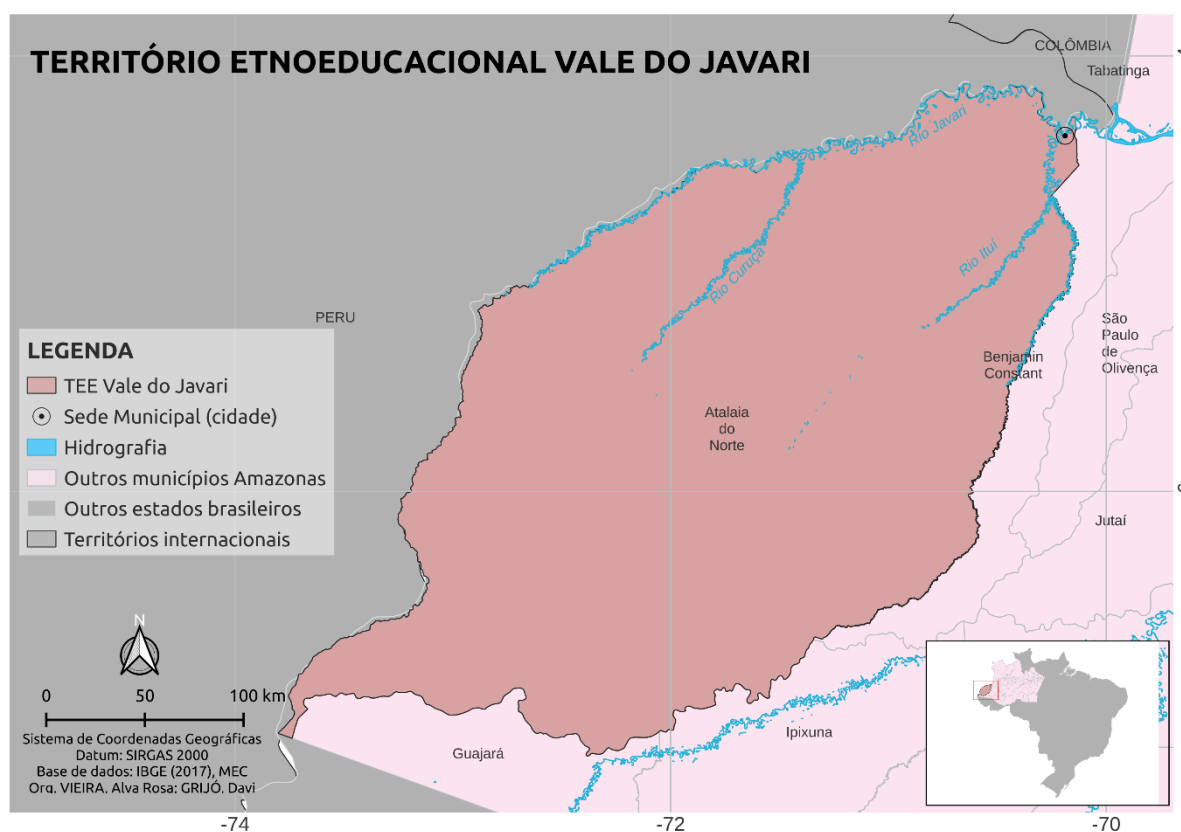 TERRITÓRIO ETNOEDUCACIONAL VALE DO JAVARI
COLÔMBIA
Tabatinga
Rio Javari
Rio Curuçá
Rio Ituí
PERU
São
Paulo
de
Olivença
Benjamin
Constant
Atalaia
do
Norte
Jutaí
Ipixuna
Guajará
LEGENDA
TEE Vale do Javari
Sede Municipal (cidade)
Hidrografia
Outros municípios Amazonas
Outros estados brasileiros
Territórios internacionais
N
0 50 100 km
Sistema de Coordenadas Geográficas
Datum: SIRGAS 2000
Base de dados: IBGE (2017), MEC
Org. VIEIRA, Alva Rosa; GRIJÓ, Davi
-74 -72 -70